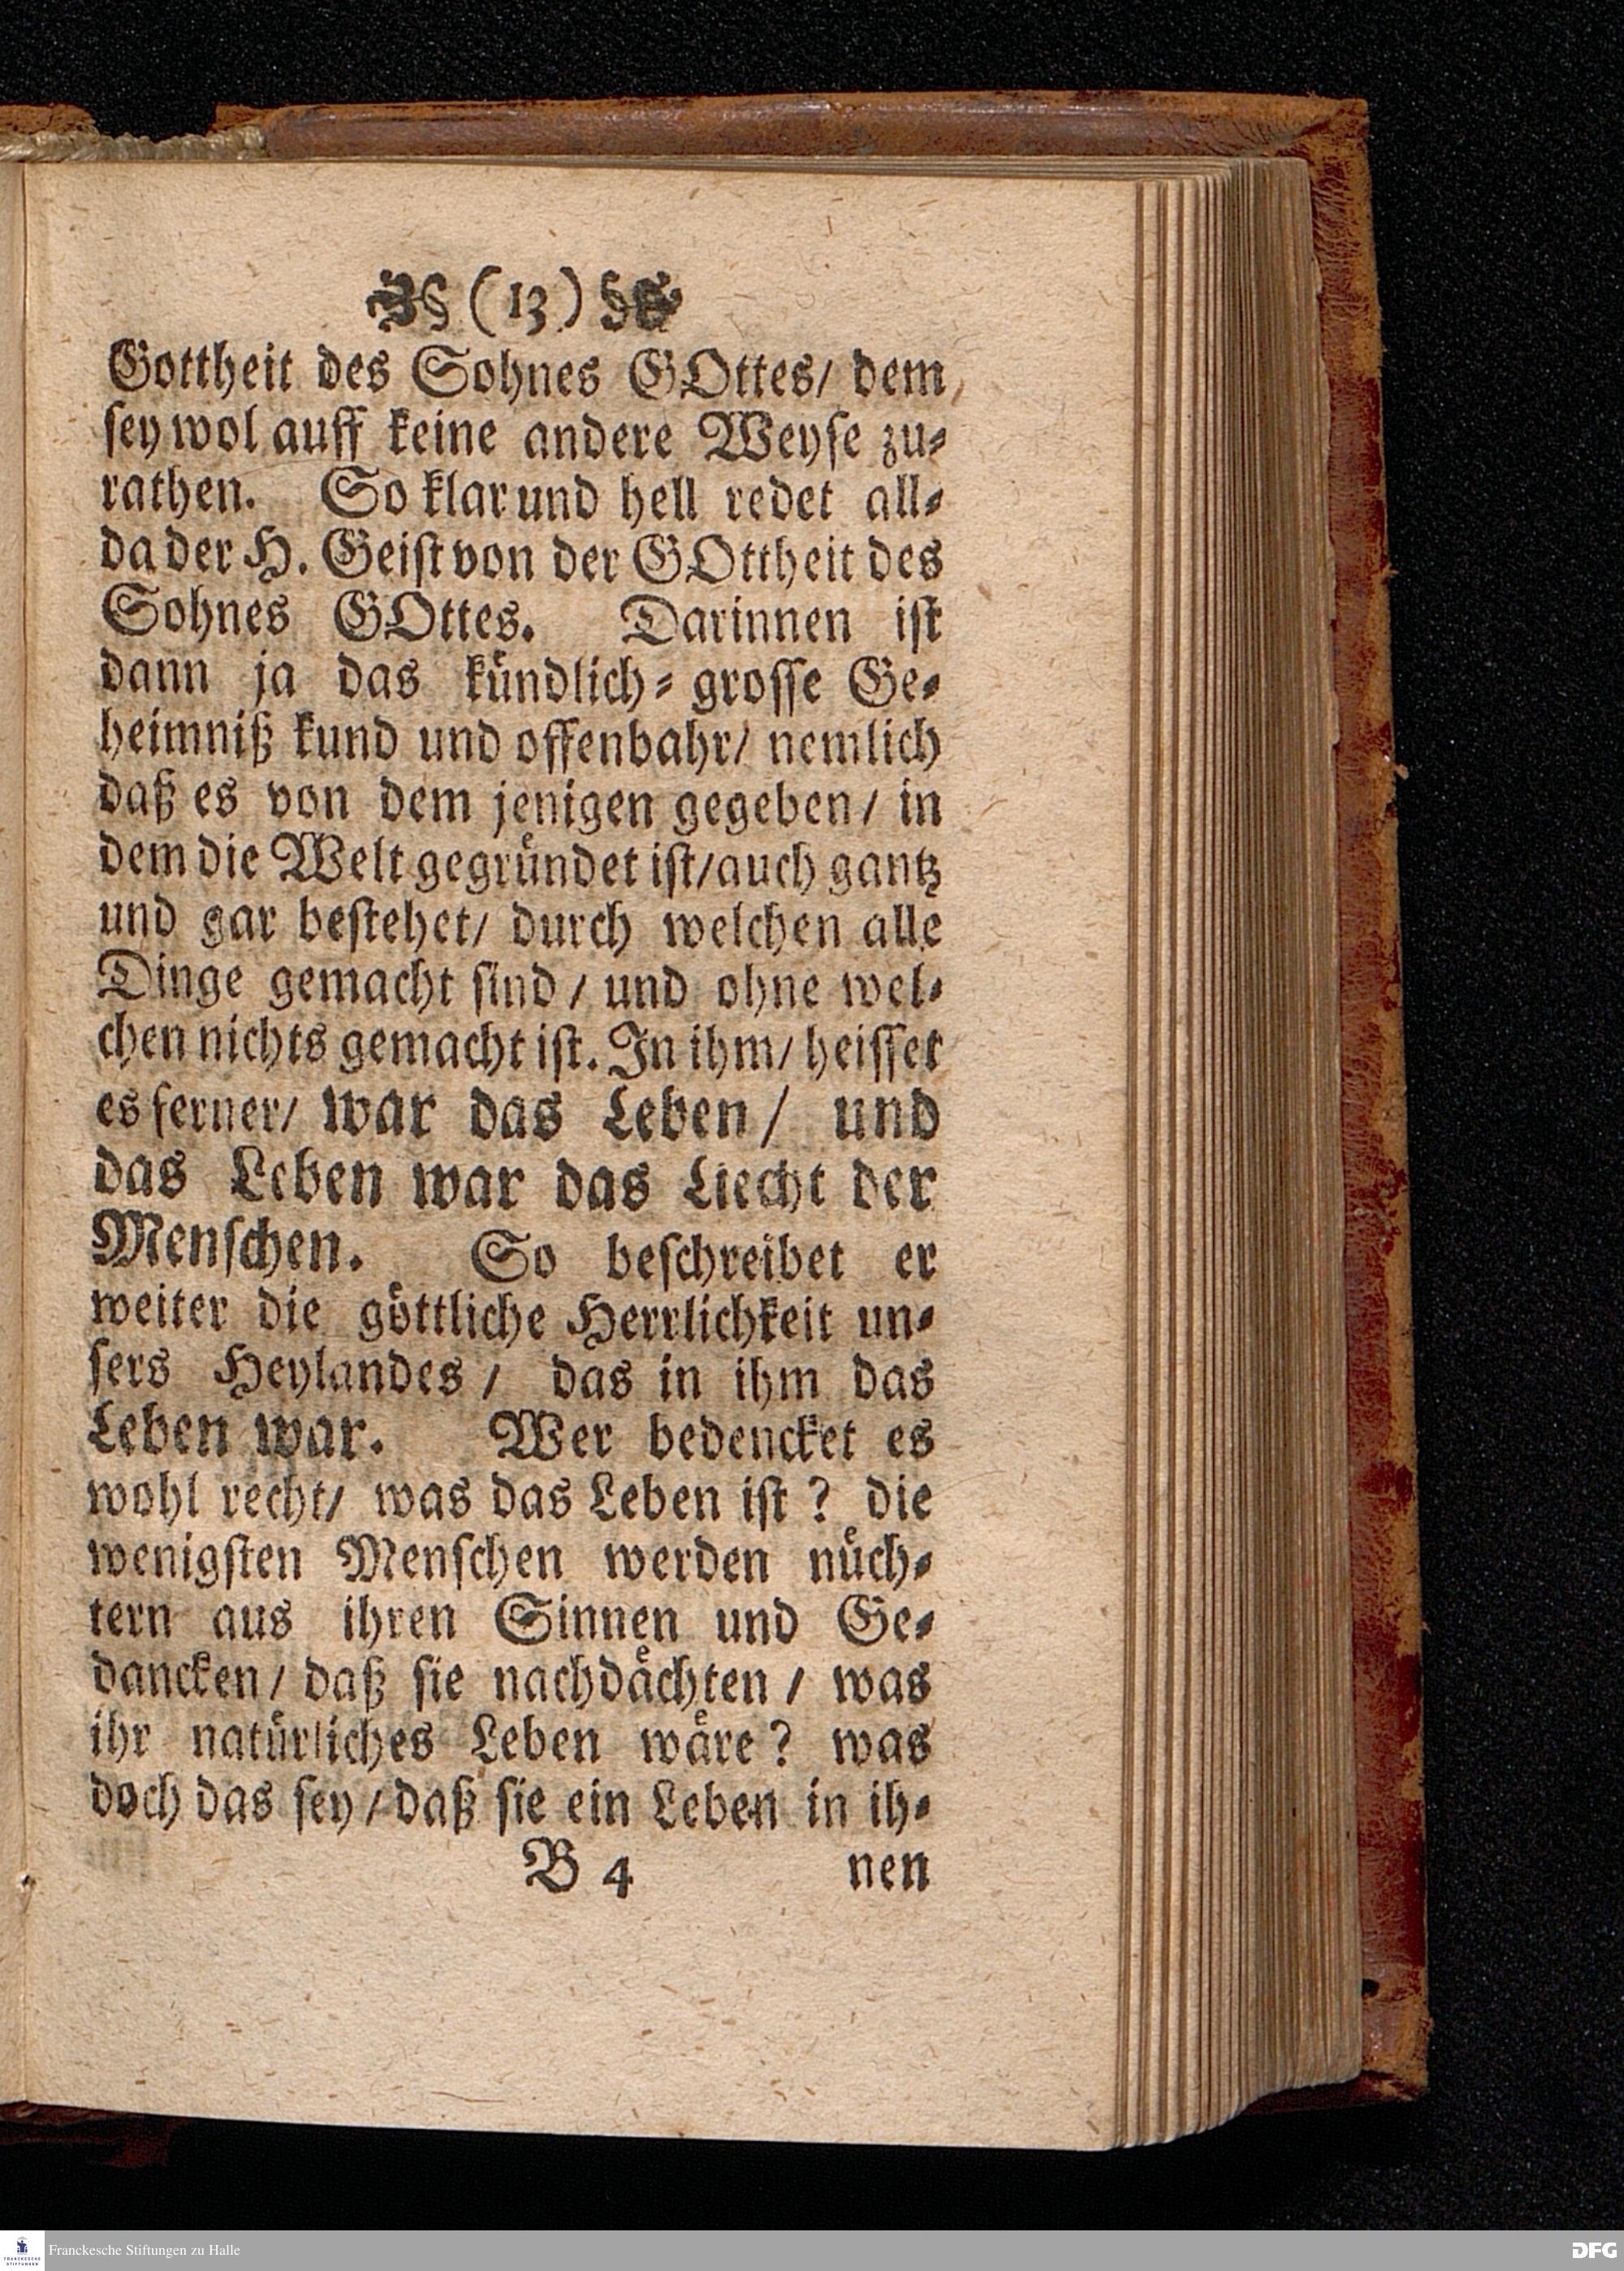 (13)
Gottheit des Sohnes GOttes/ dem
sey wol auff keine andere Weyse zu-
rathen. So klar und hell redet all-
da der H. Geist von der GOttheit des
Sohnes GOttes. Darinnen ist
dann ja das kündlich-grosse Ge-
heimniß kund und offenbahr/ nemlich
daß es von dem jenigen gegeben/ in
dem die Welt gegründet ist/auch gantz
und gar bestehet/ durch welchen alle
Dinge gemacht sind / und ohne wel-
chen nichts gemacht ist. In ihm/ heisset
es ferner/ war das Leben/ und
das Leben war das Liecht der
Menschen. So beschreibet er
weiter die göttliche Herrlichkeit un-
sers Heylandes / das in ihm das
Leben war. Wer bedencket es
wohl recht/ was das Leben ist ? die
wenigsten Menschen werden nüch-
tern aus ihren Sinnen und Ge-
dancken / daß sie nachdächten / was
ihr natürliches Leben wäre ? was
doch das sey / daß sie ein Leben in ih-
B 4 nen
FRANCKESCHE
STIFTUNGEN
Franckesche Stiftungen zu Halle
DFG